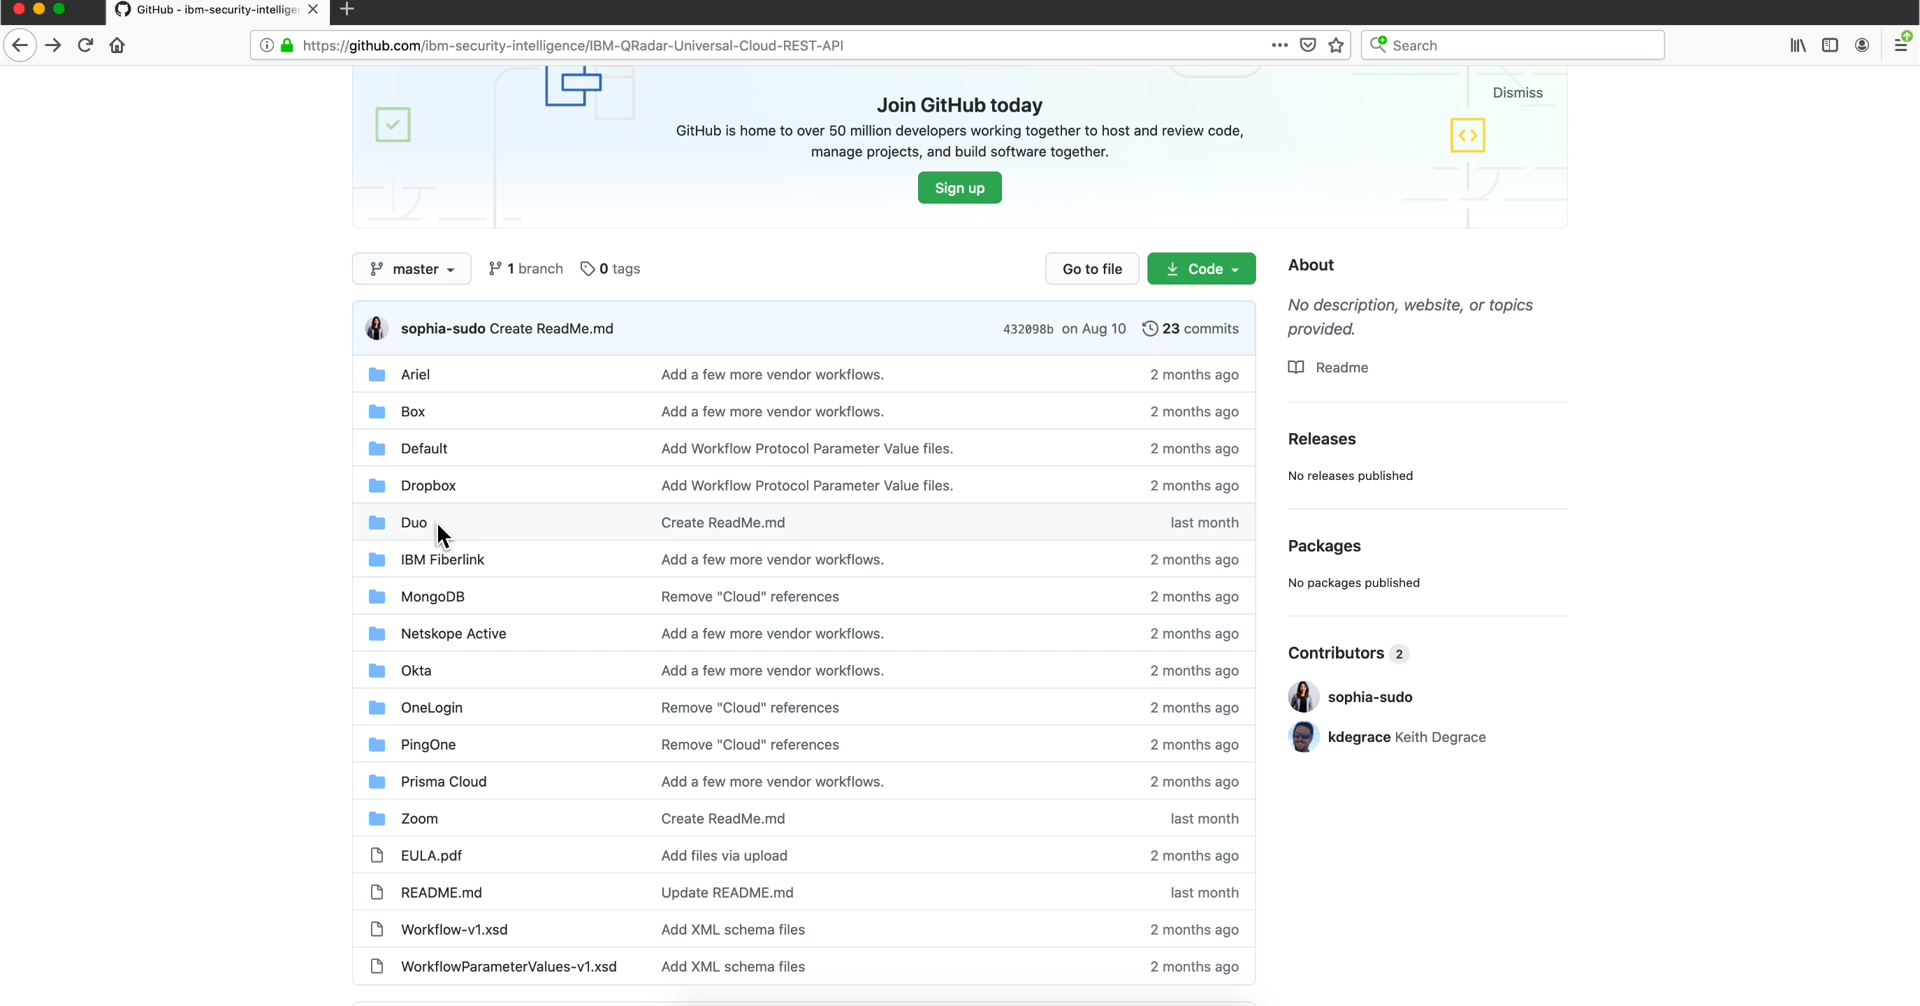 GitHub - ibm-security-intelligen
https://github.com/ibm-security-intelligence/IBM-QRadar-Universal-Cloud-REST-API
Search
Join GitHub today
Dismiss
GitHub is home to over 50 million developers working together to host and review code,
manage projects, and build software together.
Sign up
master 1 branch 0 tags Go to file Code
sophia-sudo Create ReadMe.md 432098b on Aug 10 23 commits
Ariel Add a few more vendor workflows. 2 months ago
Box Add a few more vendor workflows. 2 months ago
Default Add Workflow Protocol Parameter Value files. 2 months ago
Dropbox Add Workflow Protocol Parameter Value files. 2 months ago
Duo Create ReadMe.md last month
IBM Fiberlink Add a few more vendor workflows. 2 months ago
MongoDB Remove "Cloud" references 2 months ago
Netskope Active Add a few more vendor workflows. 2 months ago
Okta Add a few more vendor workflows. 2 months ago
OneLogin Remove "Cloud" references 2 months ago
PingOne Remove "Cloud" references 2 months ago
Prisma Cloud Add a few more vendor workflows. 2 months ago
Zoom Create ReadMe.md last month
EULA.pdf Add files via upload 2 months ago
README.md Update README.md last month
Workflow-v1.xsd Add XML schema files 2 months ago
WorkflowParameterValues-v1.xsd Add XML schema files 2 months ago
About
No description, website, or topics
provided.
Readme
Releases
No releases published
Packages
No packages published
Contributors 2
sophia-sudo
kdegrace Keith Degrace